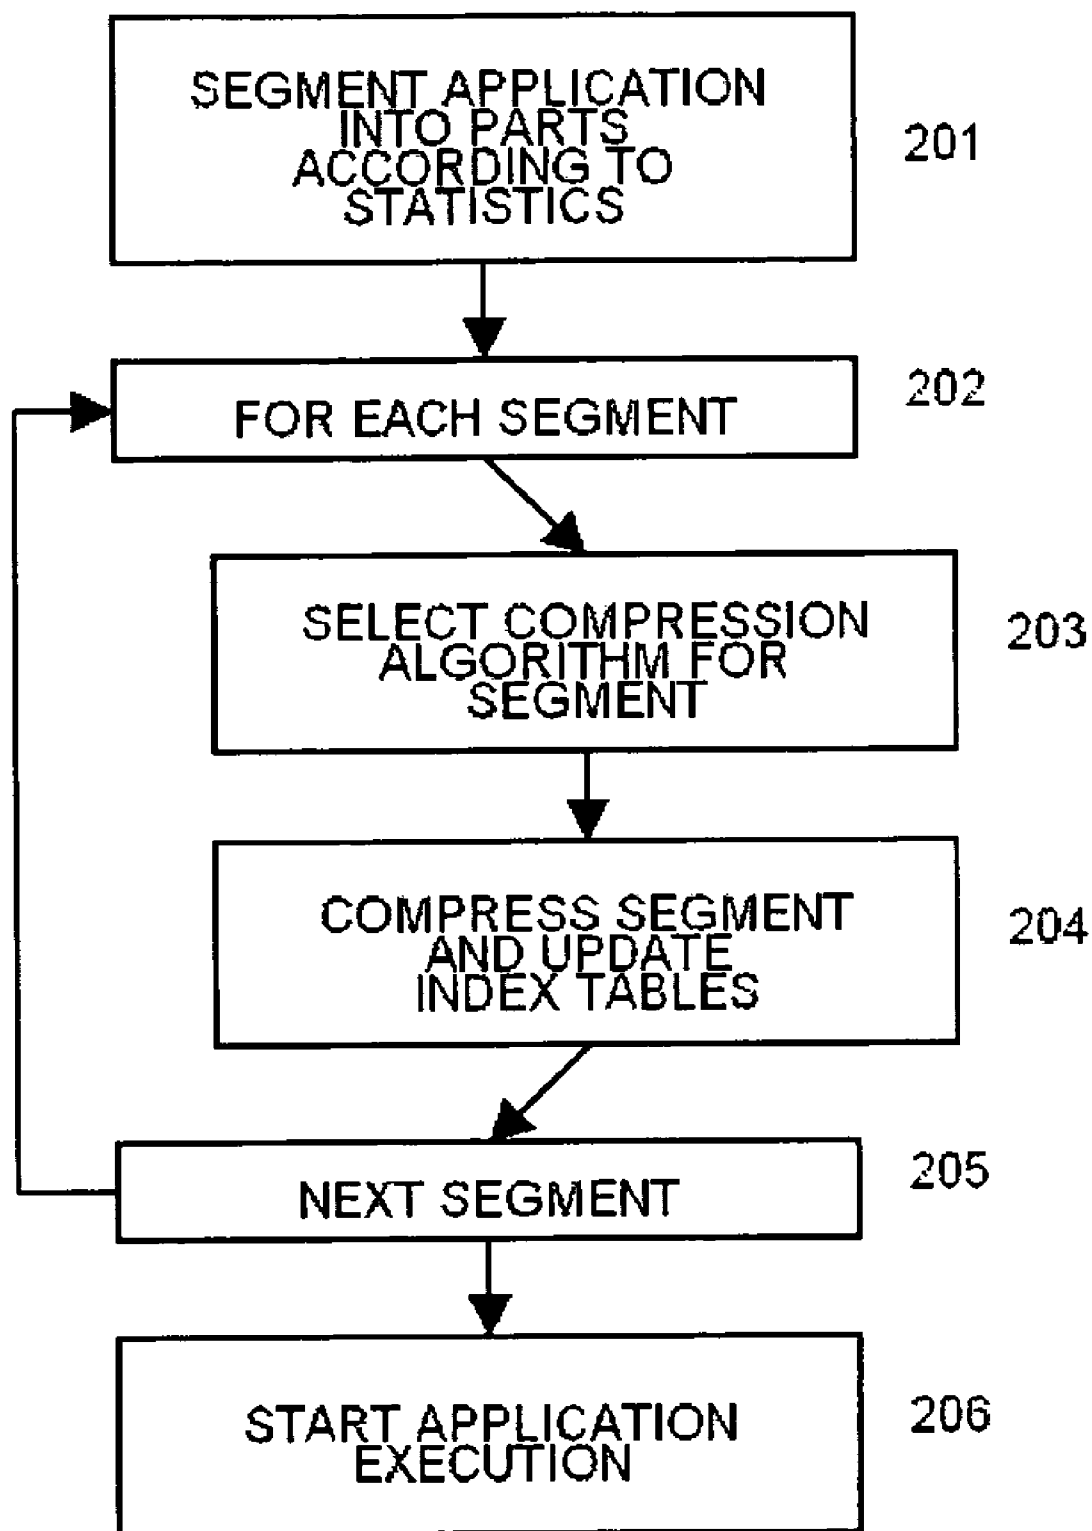 SEGMENT APPLICATION
INTO PARTS
ACCORDING TO
STATISTICS
201
FOR EACH SEGMENT
202
SELECT COMPRESSION
ALGORITHM FOR
SEGMENT
203
COMPRESS SEGMENT
AND UPDATE
INDEX TABLES
204
NEXT SEGMENT
205
START APPLICATION
EXECUTION
206